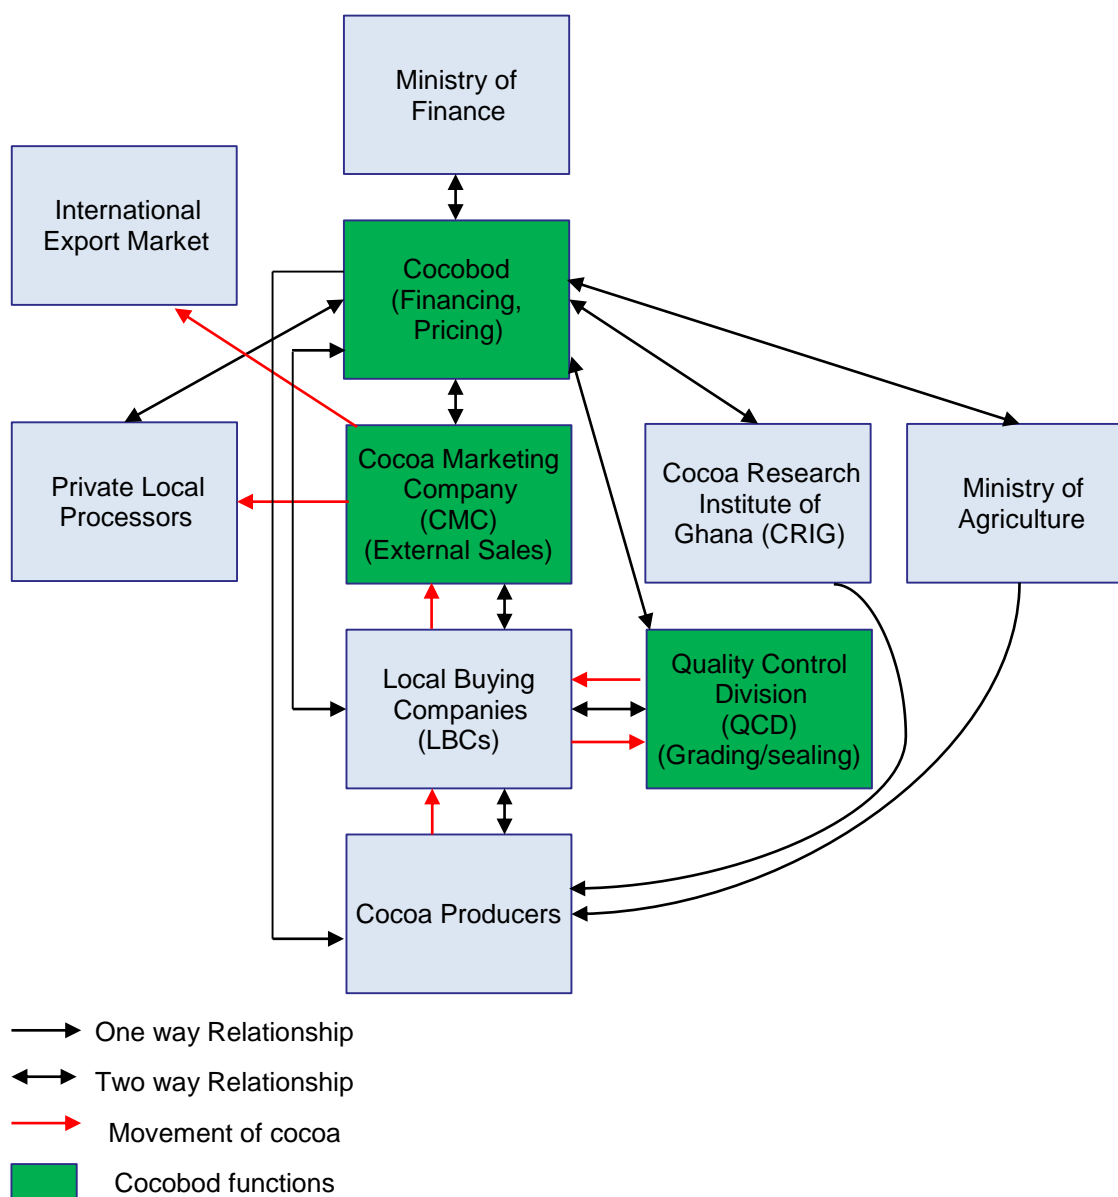 Ministry of
Finance
International
Export Market
Cocobod
(Financing,
Pricing)
Private Local
Processors
Cocoa Marketing
Company
(CMC)
(External Sales)
Cocoa Research
Institute of
Ghana (CRIG)
Ministry of
Agriculture
Local Buying
Companies
(LBCs)
Quality Control
Division
(QCD)
(Grading/sealing)
Cocoa Producers
One way Relationship
Two way Relationship
Movement of cocoa
Cocobod functions